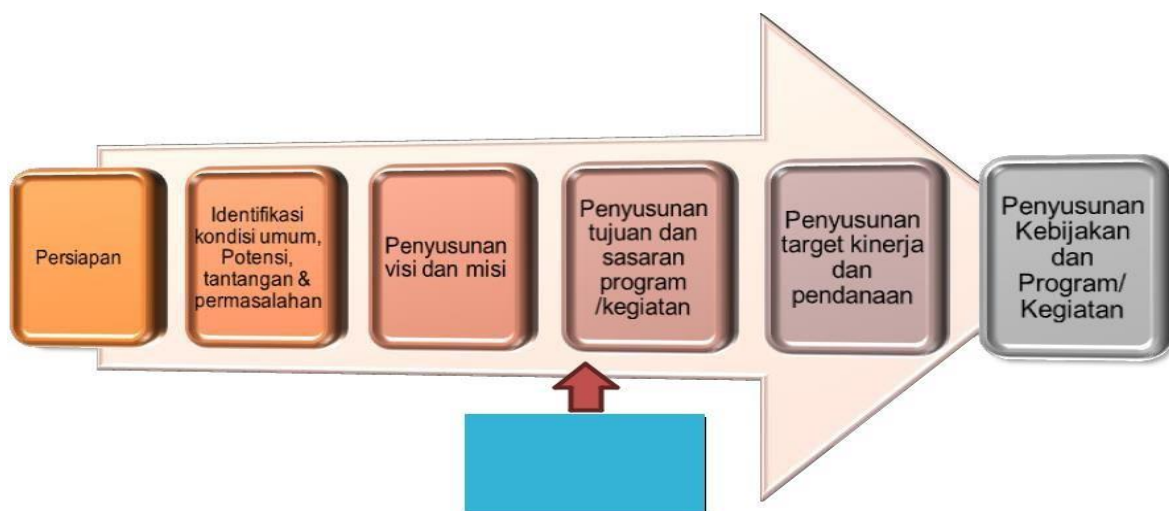 Persiapan
Identifikasi
kondisi umum,
Potensi,
tantangan &
permasalahan
Penyusunan
visi dan misi
Penyusunan
tujuan dan
sasaran
program
/kegiatan
Penyusunan
target kinerja
dan
pendanaan
Penyusunan
Kebijakan
dan
Program/
Kegiatan